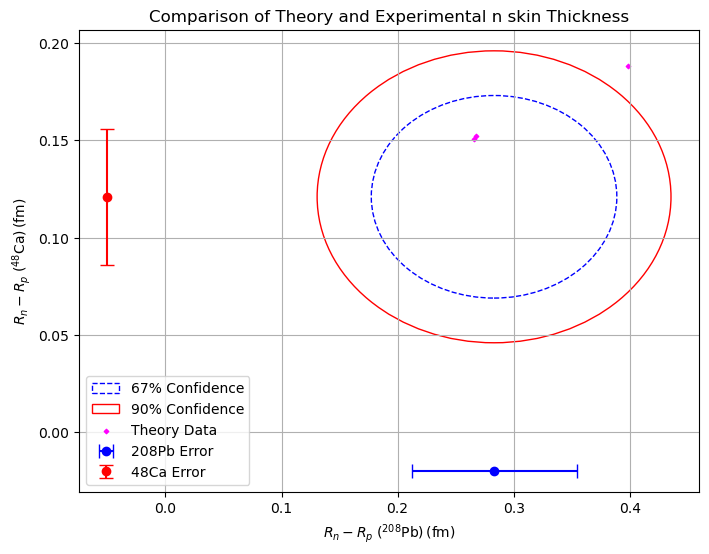 Comparison of Theory and Experimental n skin Thickness
0.20
0.15
0.10
0.05
0.00
Rₙ − Rₚ (⁴⁸Ca) (fm)
67% Confidence
90% Confidence
Theory Data
208Pb Error
48Ca Error
0.0 0.1 0.2 0.3 0.4
Rₙ − Rₚ (²⁰⁸Pb) (fm)